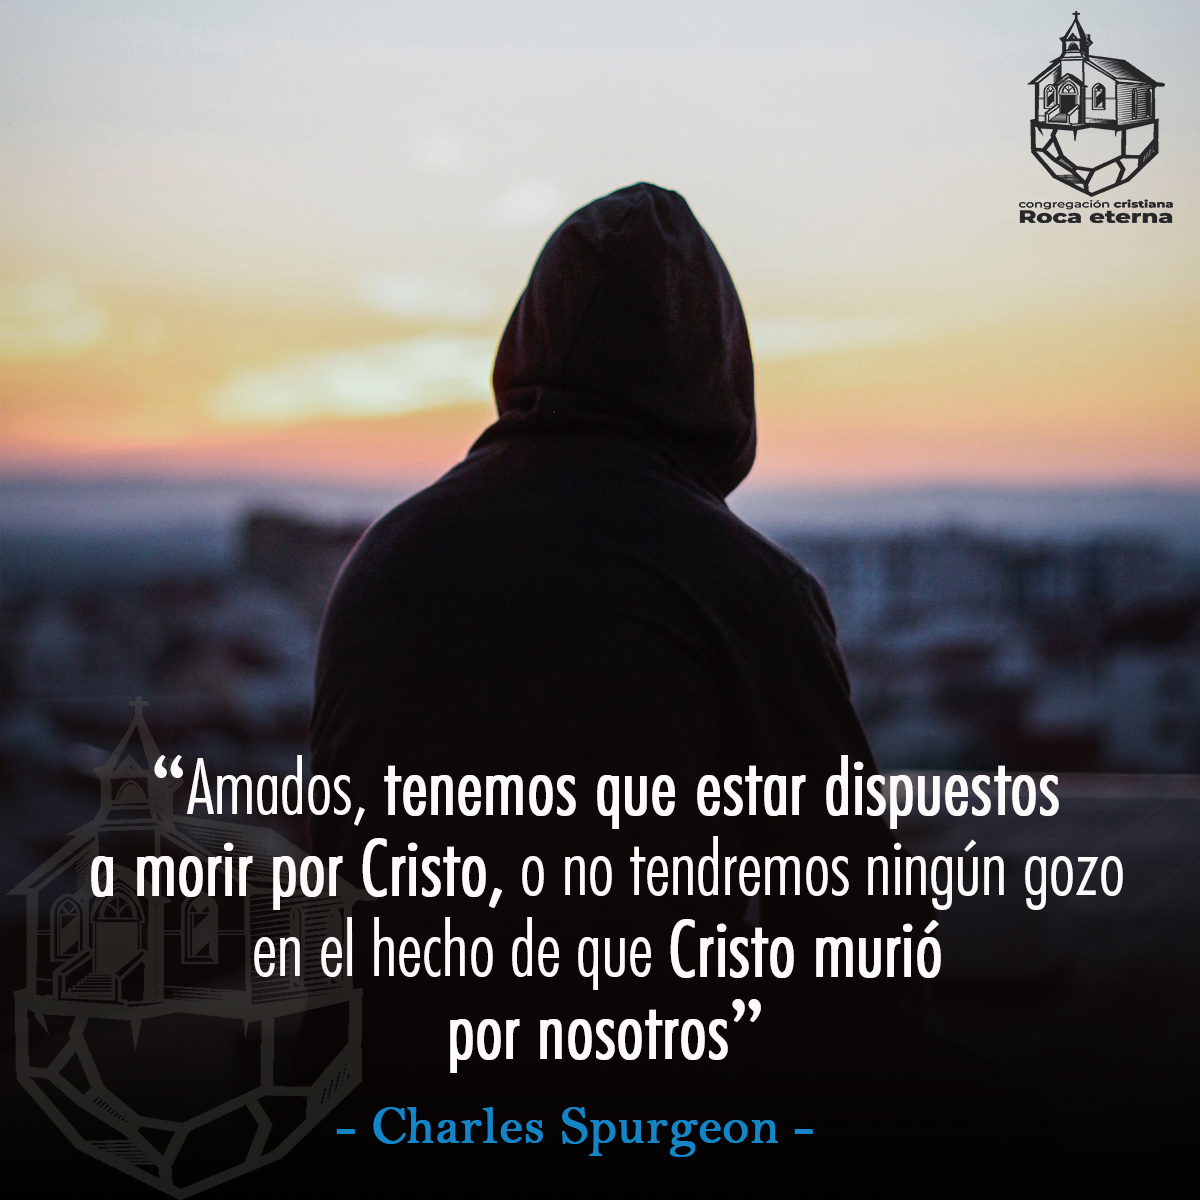 congregación cristiana
Roca eterna
“Amados, tenemos que estar dispuestos
a morir por Cristo, o no tendremos ningún gozo
en el hecho de que Cristo murió
por nosotros”
- Charles Spurgeon -